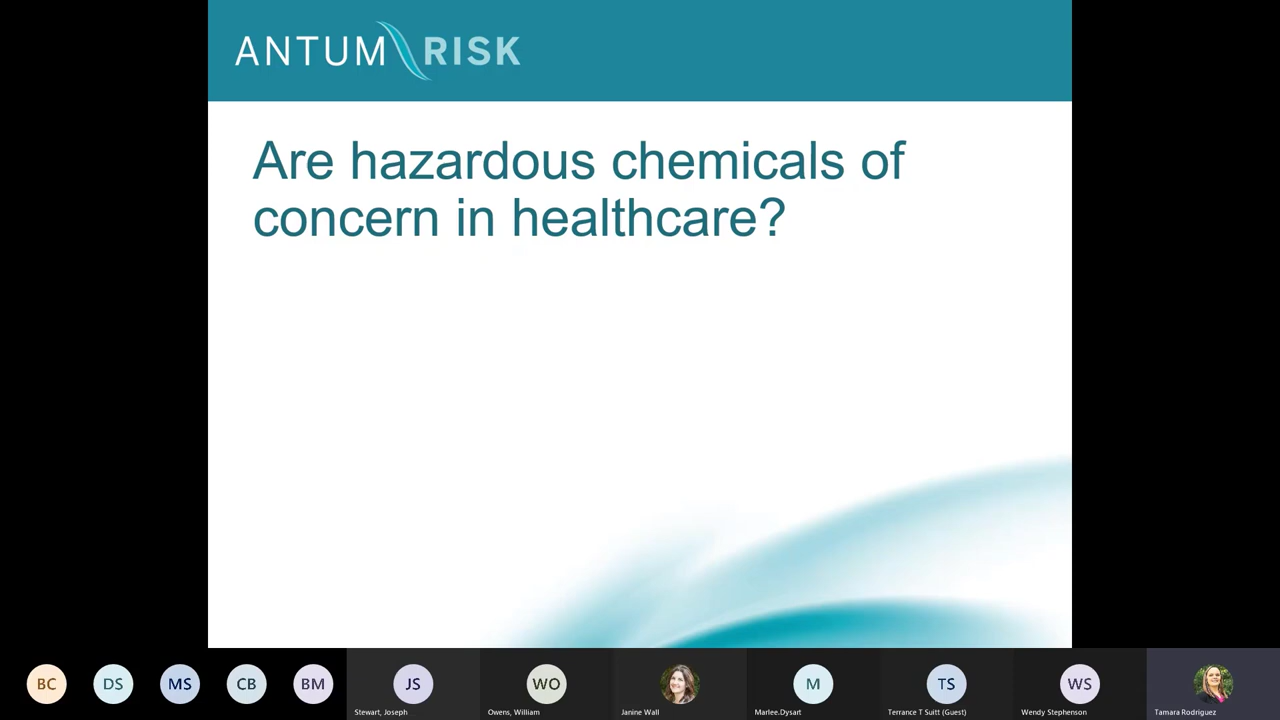 ANTUM RISK
Are hazardous chemicals of
concern in healthcare?
BC
DS
MS
CB
BM
JS
WO
M
TS
WS
Stewart, Joseph
Owens, William
Janine Wall
Marlee.Dysart
Terrance T Suitt (Guest)
Wendy Stephenson
Tamara Rodriguez